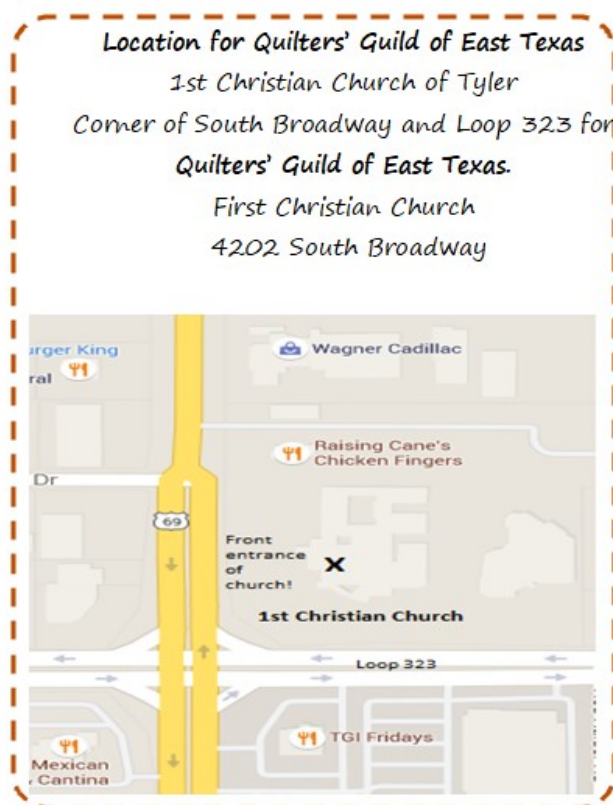 Location for Quilters' Guild of East Texas
1st Christian Church of Tyler
Corner of South Broadway and Loop 323 for
Quilters' Guild of East Texas.
First Christian Church
4202 South Broadway
urger King
ral
Wagner Cadillac
Raising Cane's
Chicken Fingers
Dr
69
Front
entrance
of
church!
X
1st Christian Church
Loop 323
TGI Fridays
Mexican
Cantina